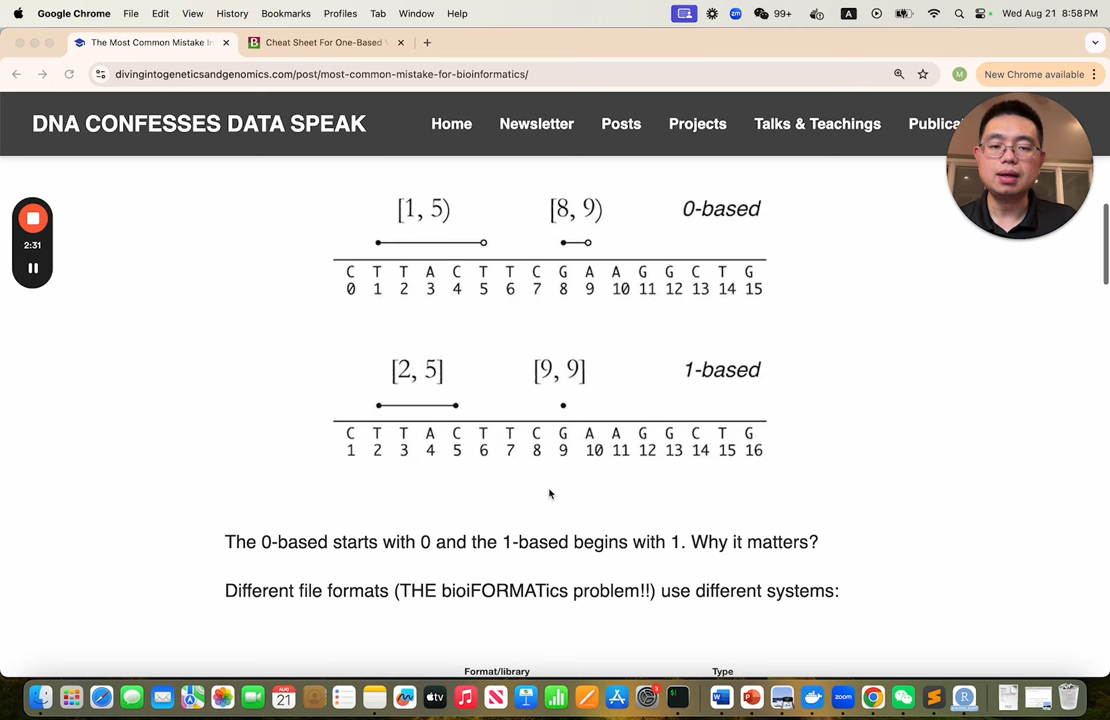 Google Chrome File Edit View History Bookmarks Profiles Tab Window Help 99+ A Wed Aug 21 8:58 PM
The Most Common Mistake In Cheat Sheet For One-Based
divingintogeneticsandgenomics.com/post/most-common-mistake-for-bioinformatics/ M New Chrome available
DNA CONFESSES DATA SPEAK Home Newsletter Posts Projects Talks & Teachings Publica
2:31
[1, 5) [8, 9) 0-based
C T T A C T T C G A A G G C T G
0 1 2 3 4 5 6 7 8 9 10 11 12 13 14 15
[2, 5] [9, 9] 1-based
C T T A C T T C G A A G G C T G
1 2 3 4 5 6 7 8 9 10 11 12 13 14 15 16
The 0-based starts with 0 and the 1-based begins with 1. Why it matters?
Different file formats (THE bioiFORMATics problem!!) use different systems:
Format/library Type